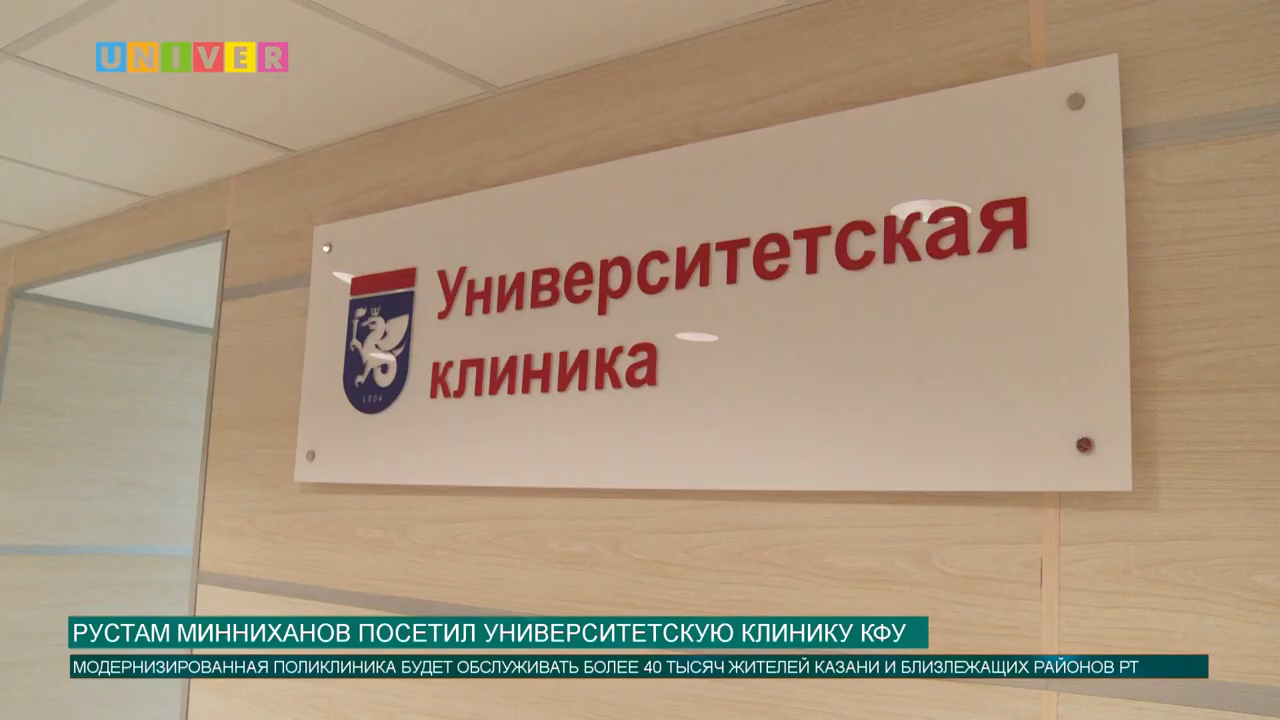 UNIVER
Университетская
клиника
1804
РУСТАМ МИННИХАНОВ ПОСЕТИЛ УНИВЕРСИТЕТСКУЮ КЛИНИКУ КФУ
МОДЕРНИЗИРОВАННАЯ ПОЛИКЛИНИКА БУДЕТ ОБСЛУЖИВАТЬ БОЛЕЕ 40 ТЫСЯЧ ЖИТЕЛЕЙ КАЗАНИ И БЛИЗЛЕЖАЩИХ РАЙОНОВ РТ